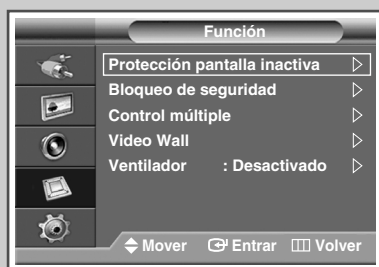 Función
Protección pantalla inactiva
Bloqueo de seguridad
Control múltiple
Video Wall
Ventilador : Desactivado
Mover Entrar Volver